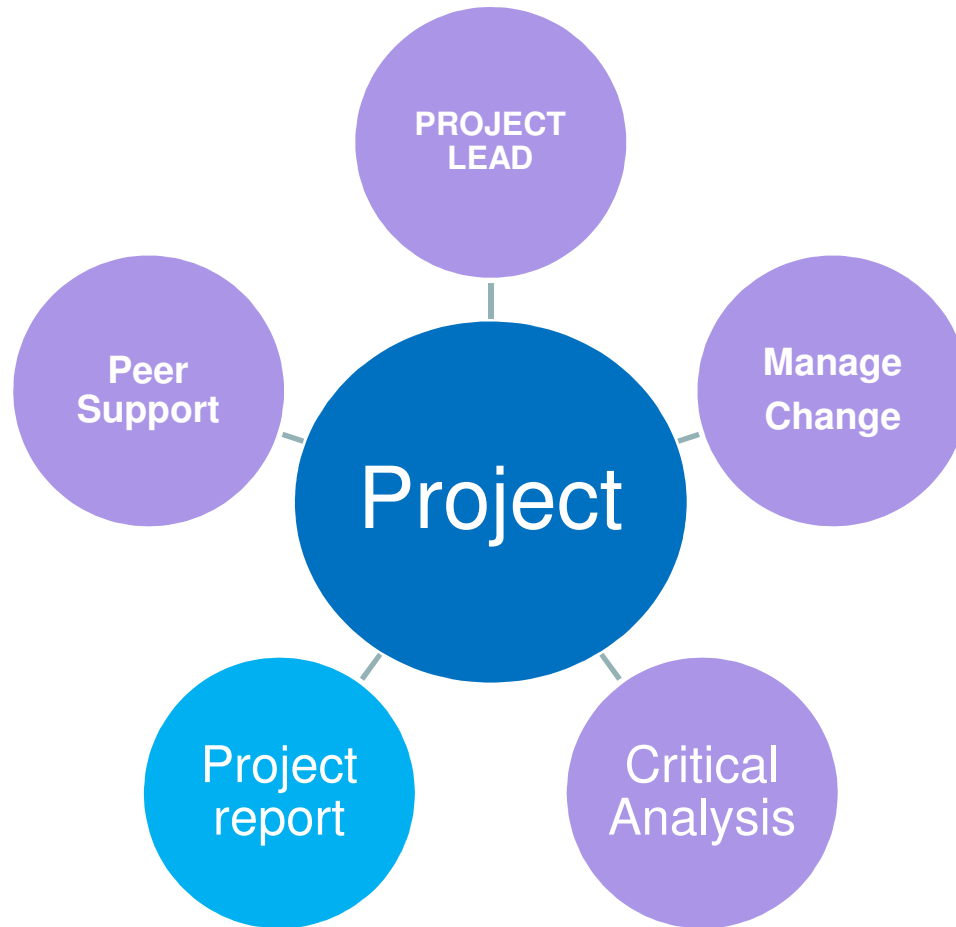 PROJECT
LEAD
Peer
Support
Manage
Change
Project
Project
report
Critical
Analysis